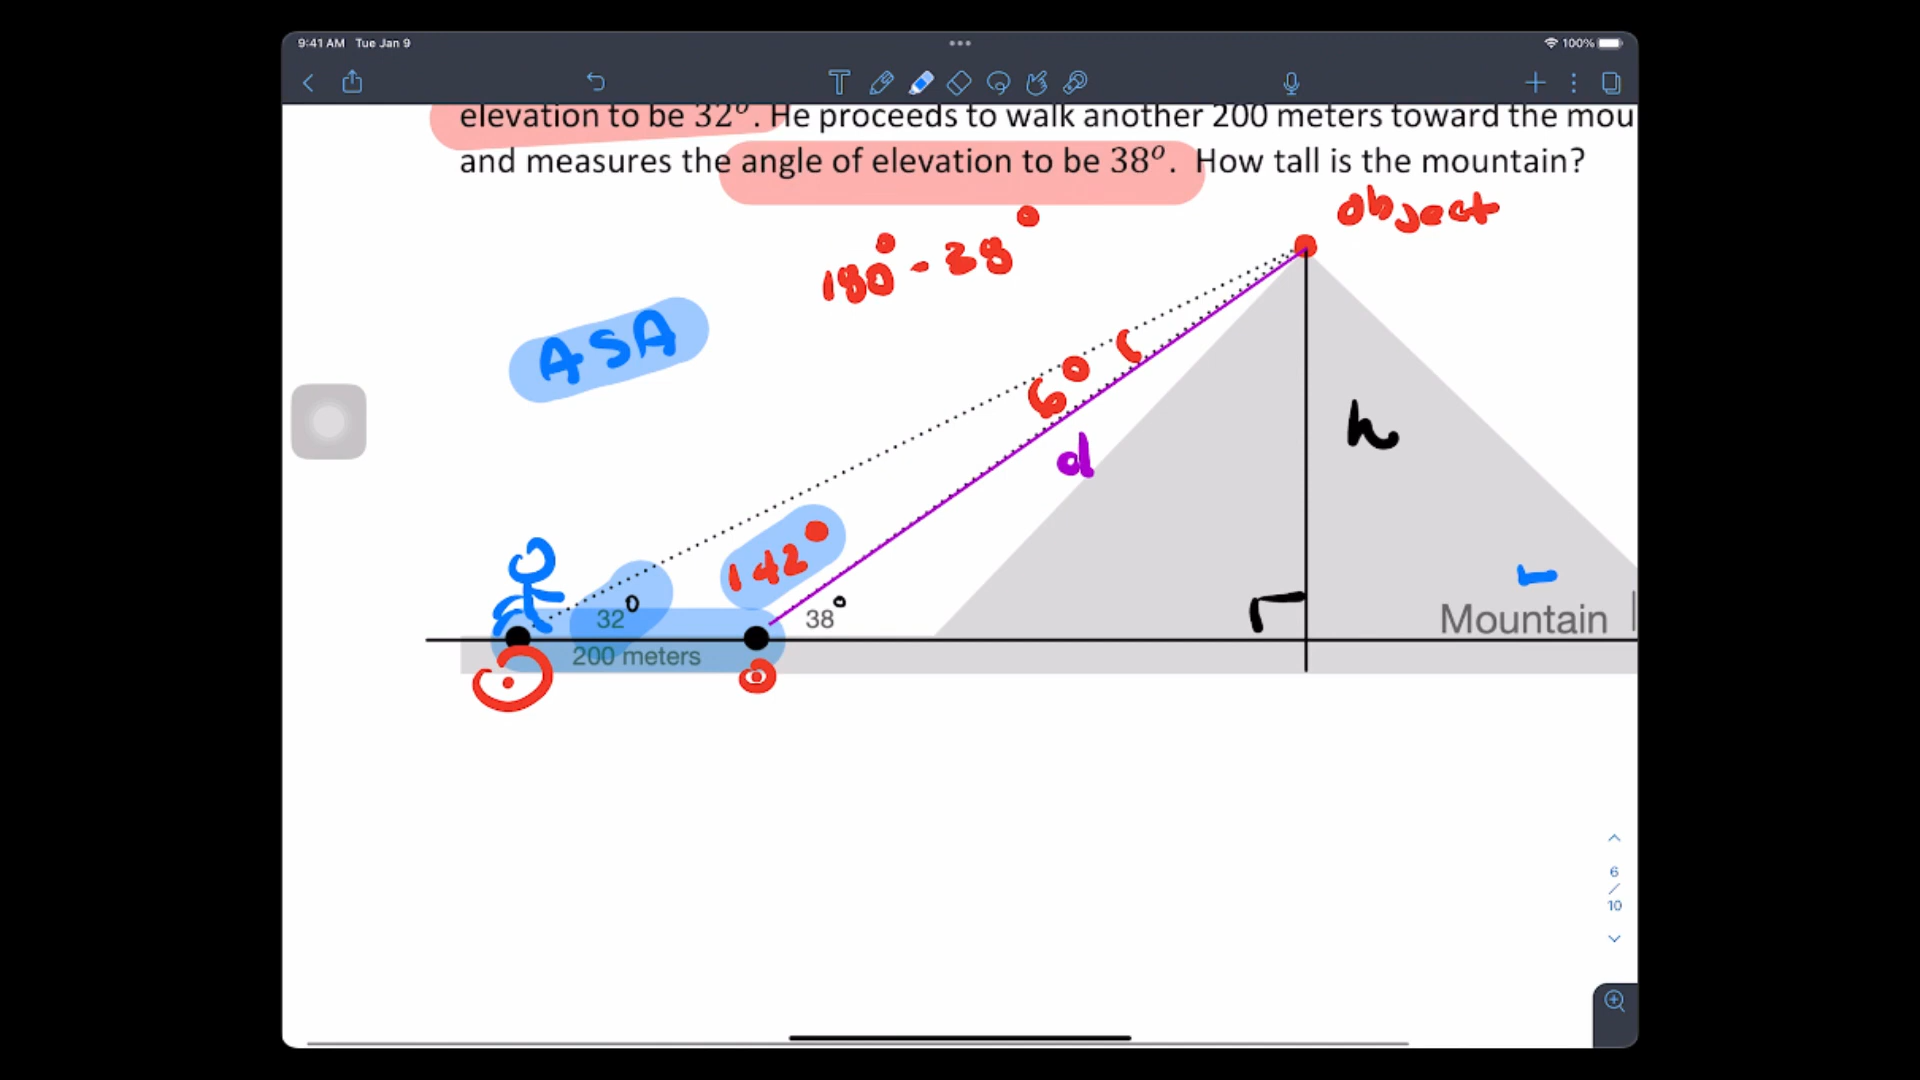 9:41 AM Tue Jan 9
100%
elevation to be 32°. He proceeds to walk another 200 meters toward the mou
and measures the angle of elevation to be 38°. How tall is the mountain?
object
180° - 38°
ASA
6°
h
d
142°
32°
38°
Mountain
200 meters
6
/
10